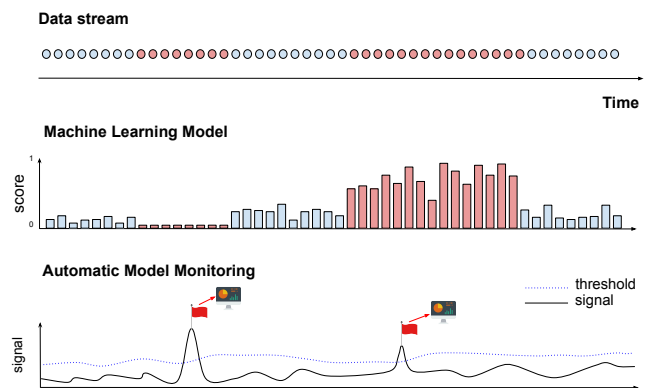 Data stream
Time
Machine Learning Model
1
score
0
Automatic Model Monitoring
threshold
signal
signal